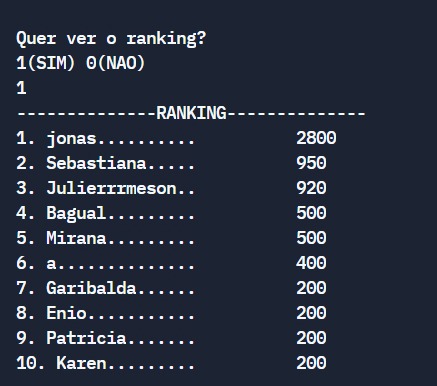 Quer ver o ranking?
1(SIM) 0(NAO)
1
--------------RANKING--------------
1. jonas.......... 2800
2. Sebastiana..... 950
3. Julierrrmeson.. 920
4. Bagual......... 500
5. Mirana......... 500
6. a.............. 400
7. Garibalda...... 200
8. Enio........... 200
9. Patricia....... 200
10. Karen......... 200